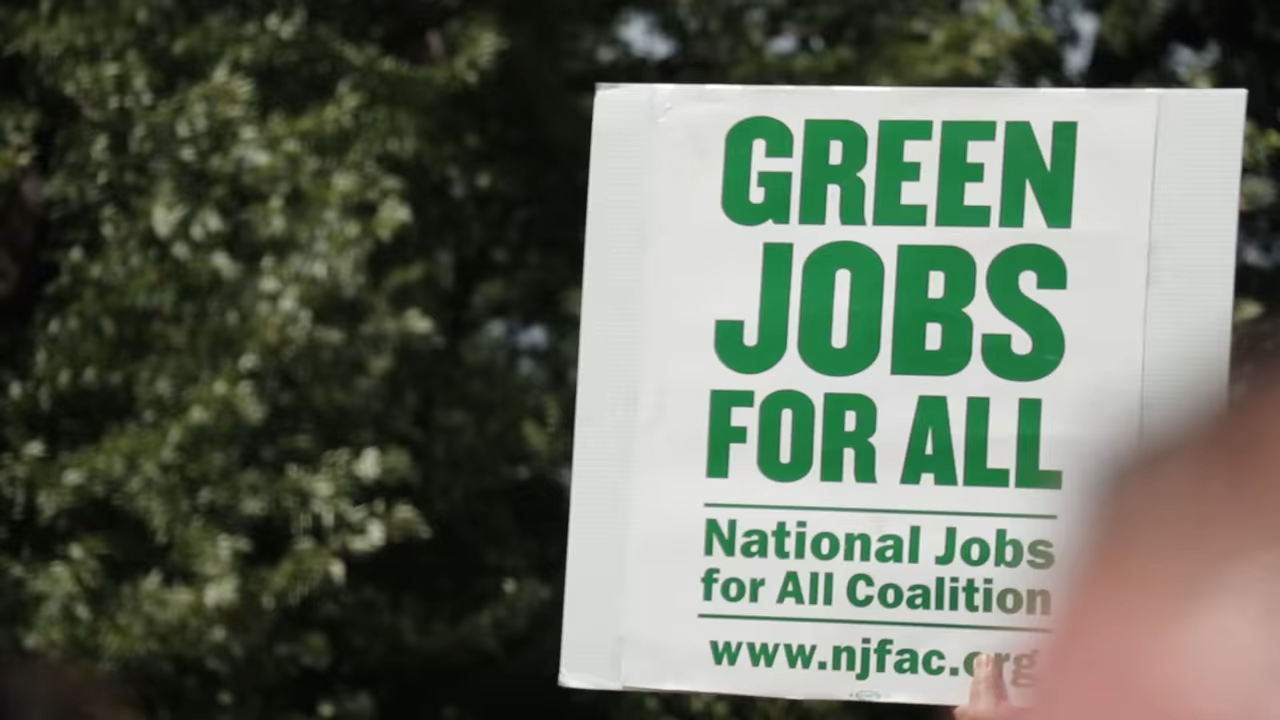 GREEN
JOBS
FOR ALL
National Jobs
for All Coalition
www.njfac.org